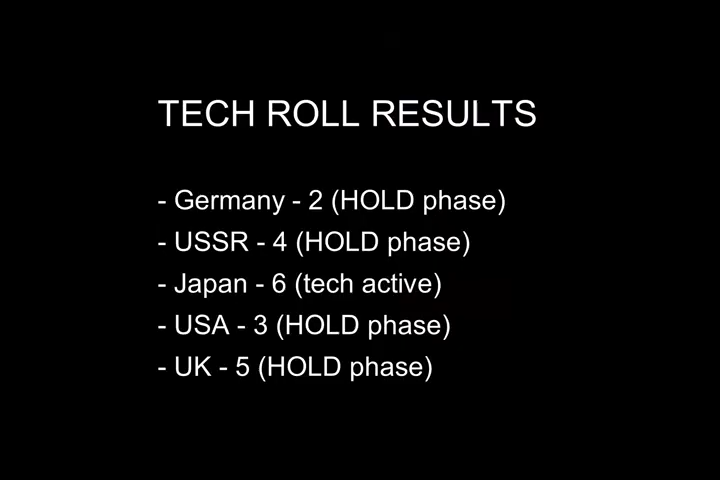 TECH ROLL RESULTS
- Germany - 2 (HOLD phase)
- USSR - 4 (HOLD phase)
- Japan - 6 (tech active)
- USA - 3 (HOLD phase)
- UK - 5 (HOLD phase)